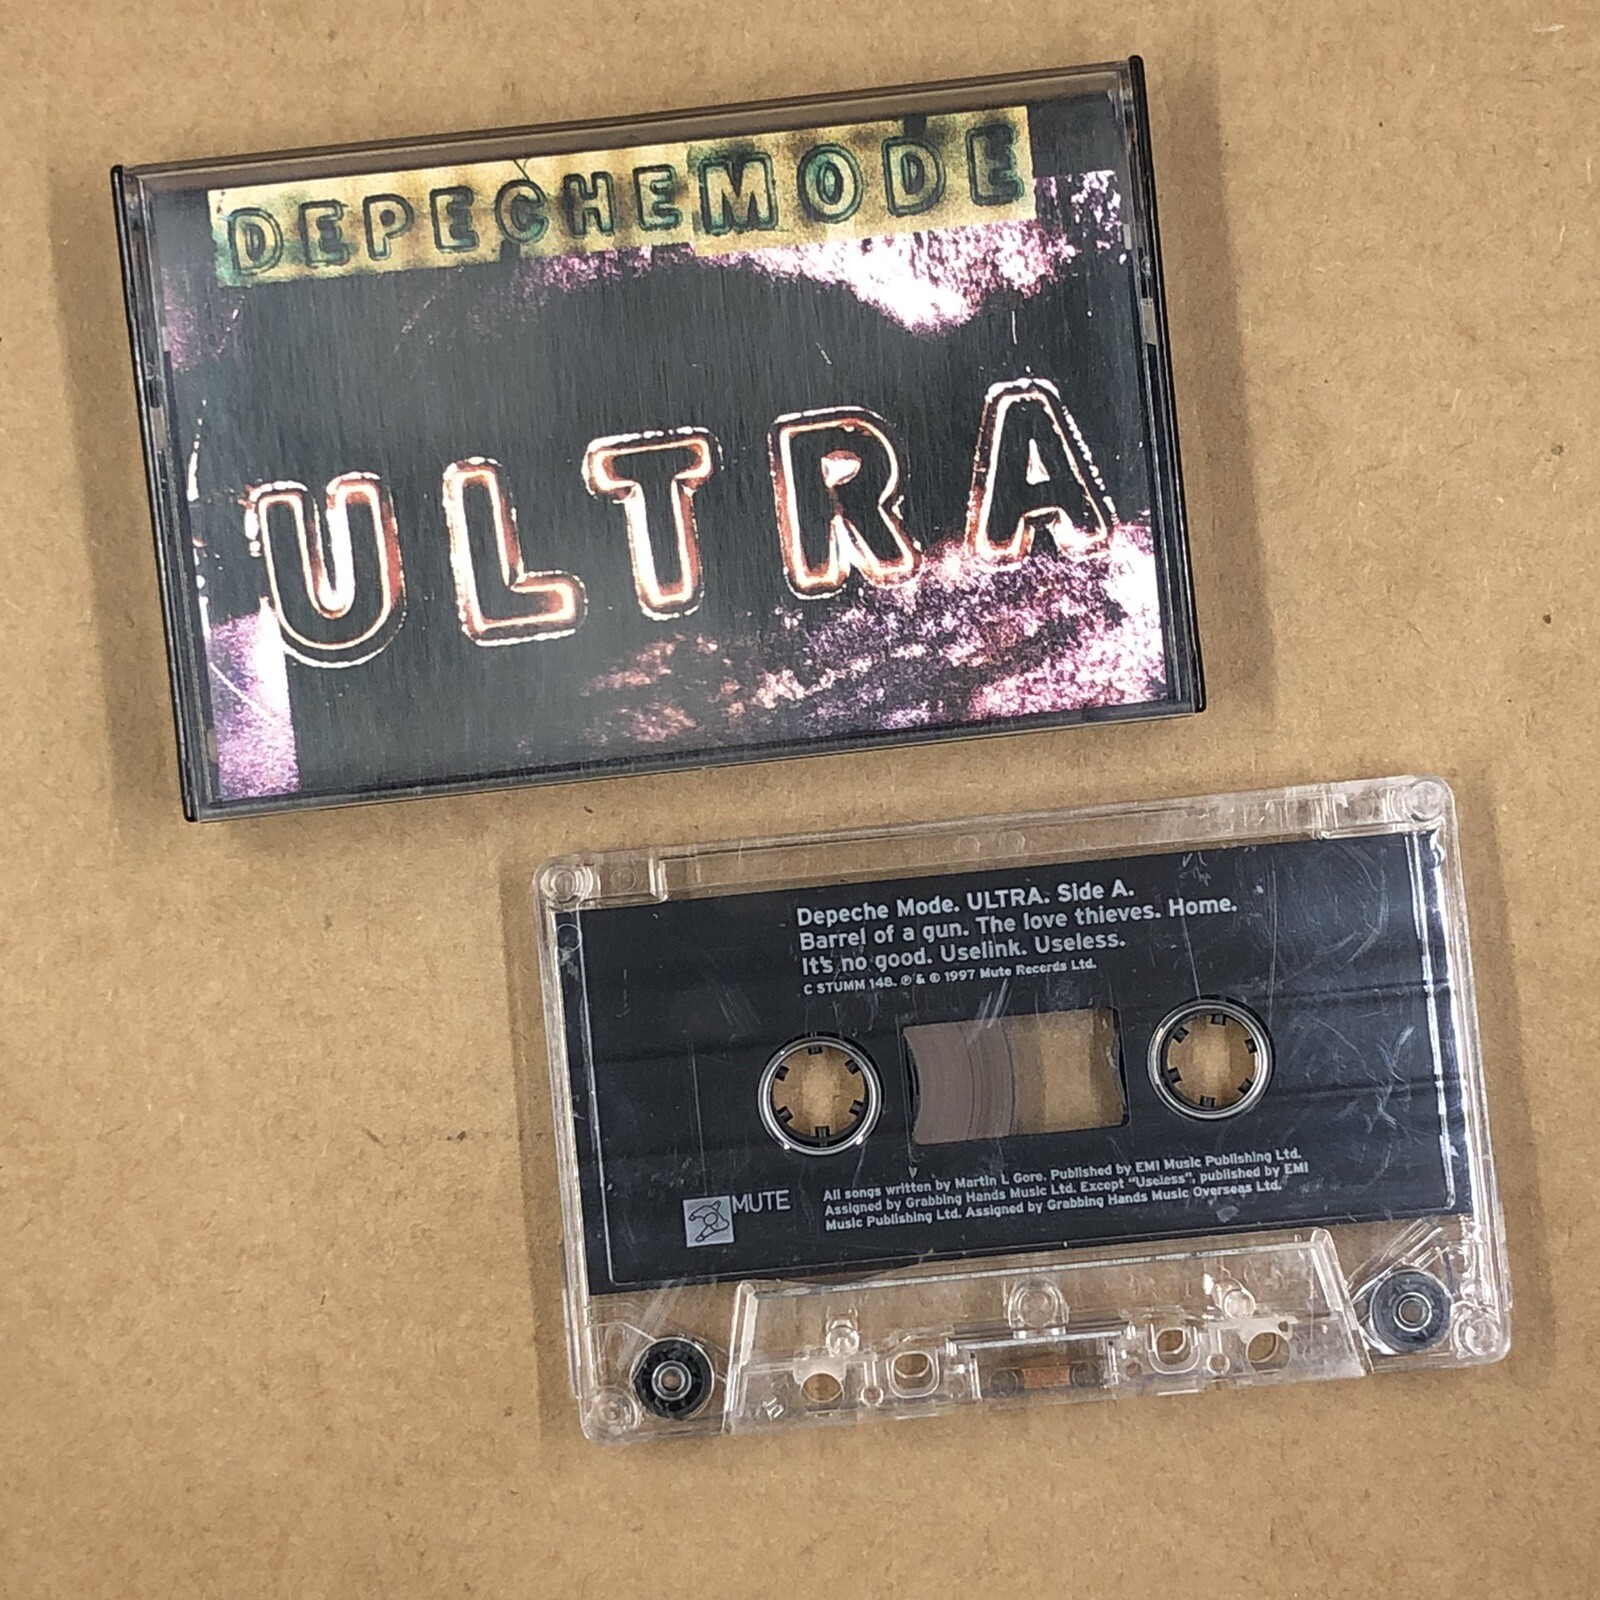 DEPECHE MODE
ULTRA
Depeche Mode. ULTRA. Side A.
Barrel of a gun. The love thieves. Home.
It's no good. Uselink. Useless.
C STUMM 148. ℗ & © 1997 Mute Records Ltd.
MUTE
All songs written by Martin L Gore. Published by EMI Music Publishing Ltd.
Assigned by Grabbing Hands Music Ltd. Except "Useless", published by EMI
Music Publishing Ltd. Assigned by Grabbing Hands Music Overseas Ltd.